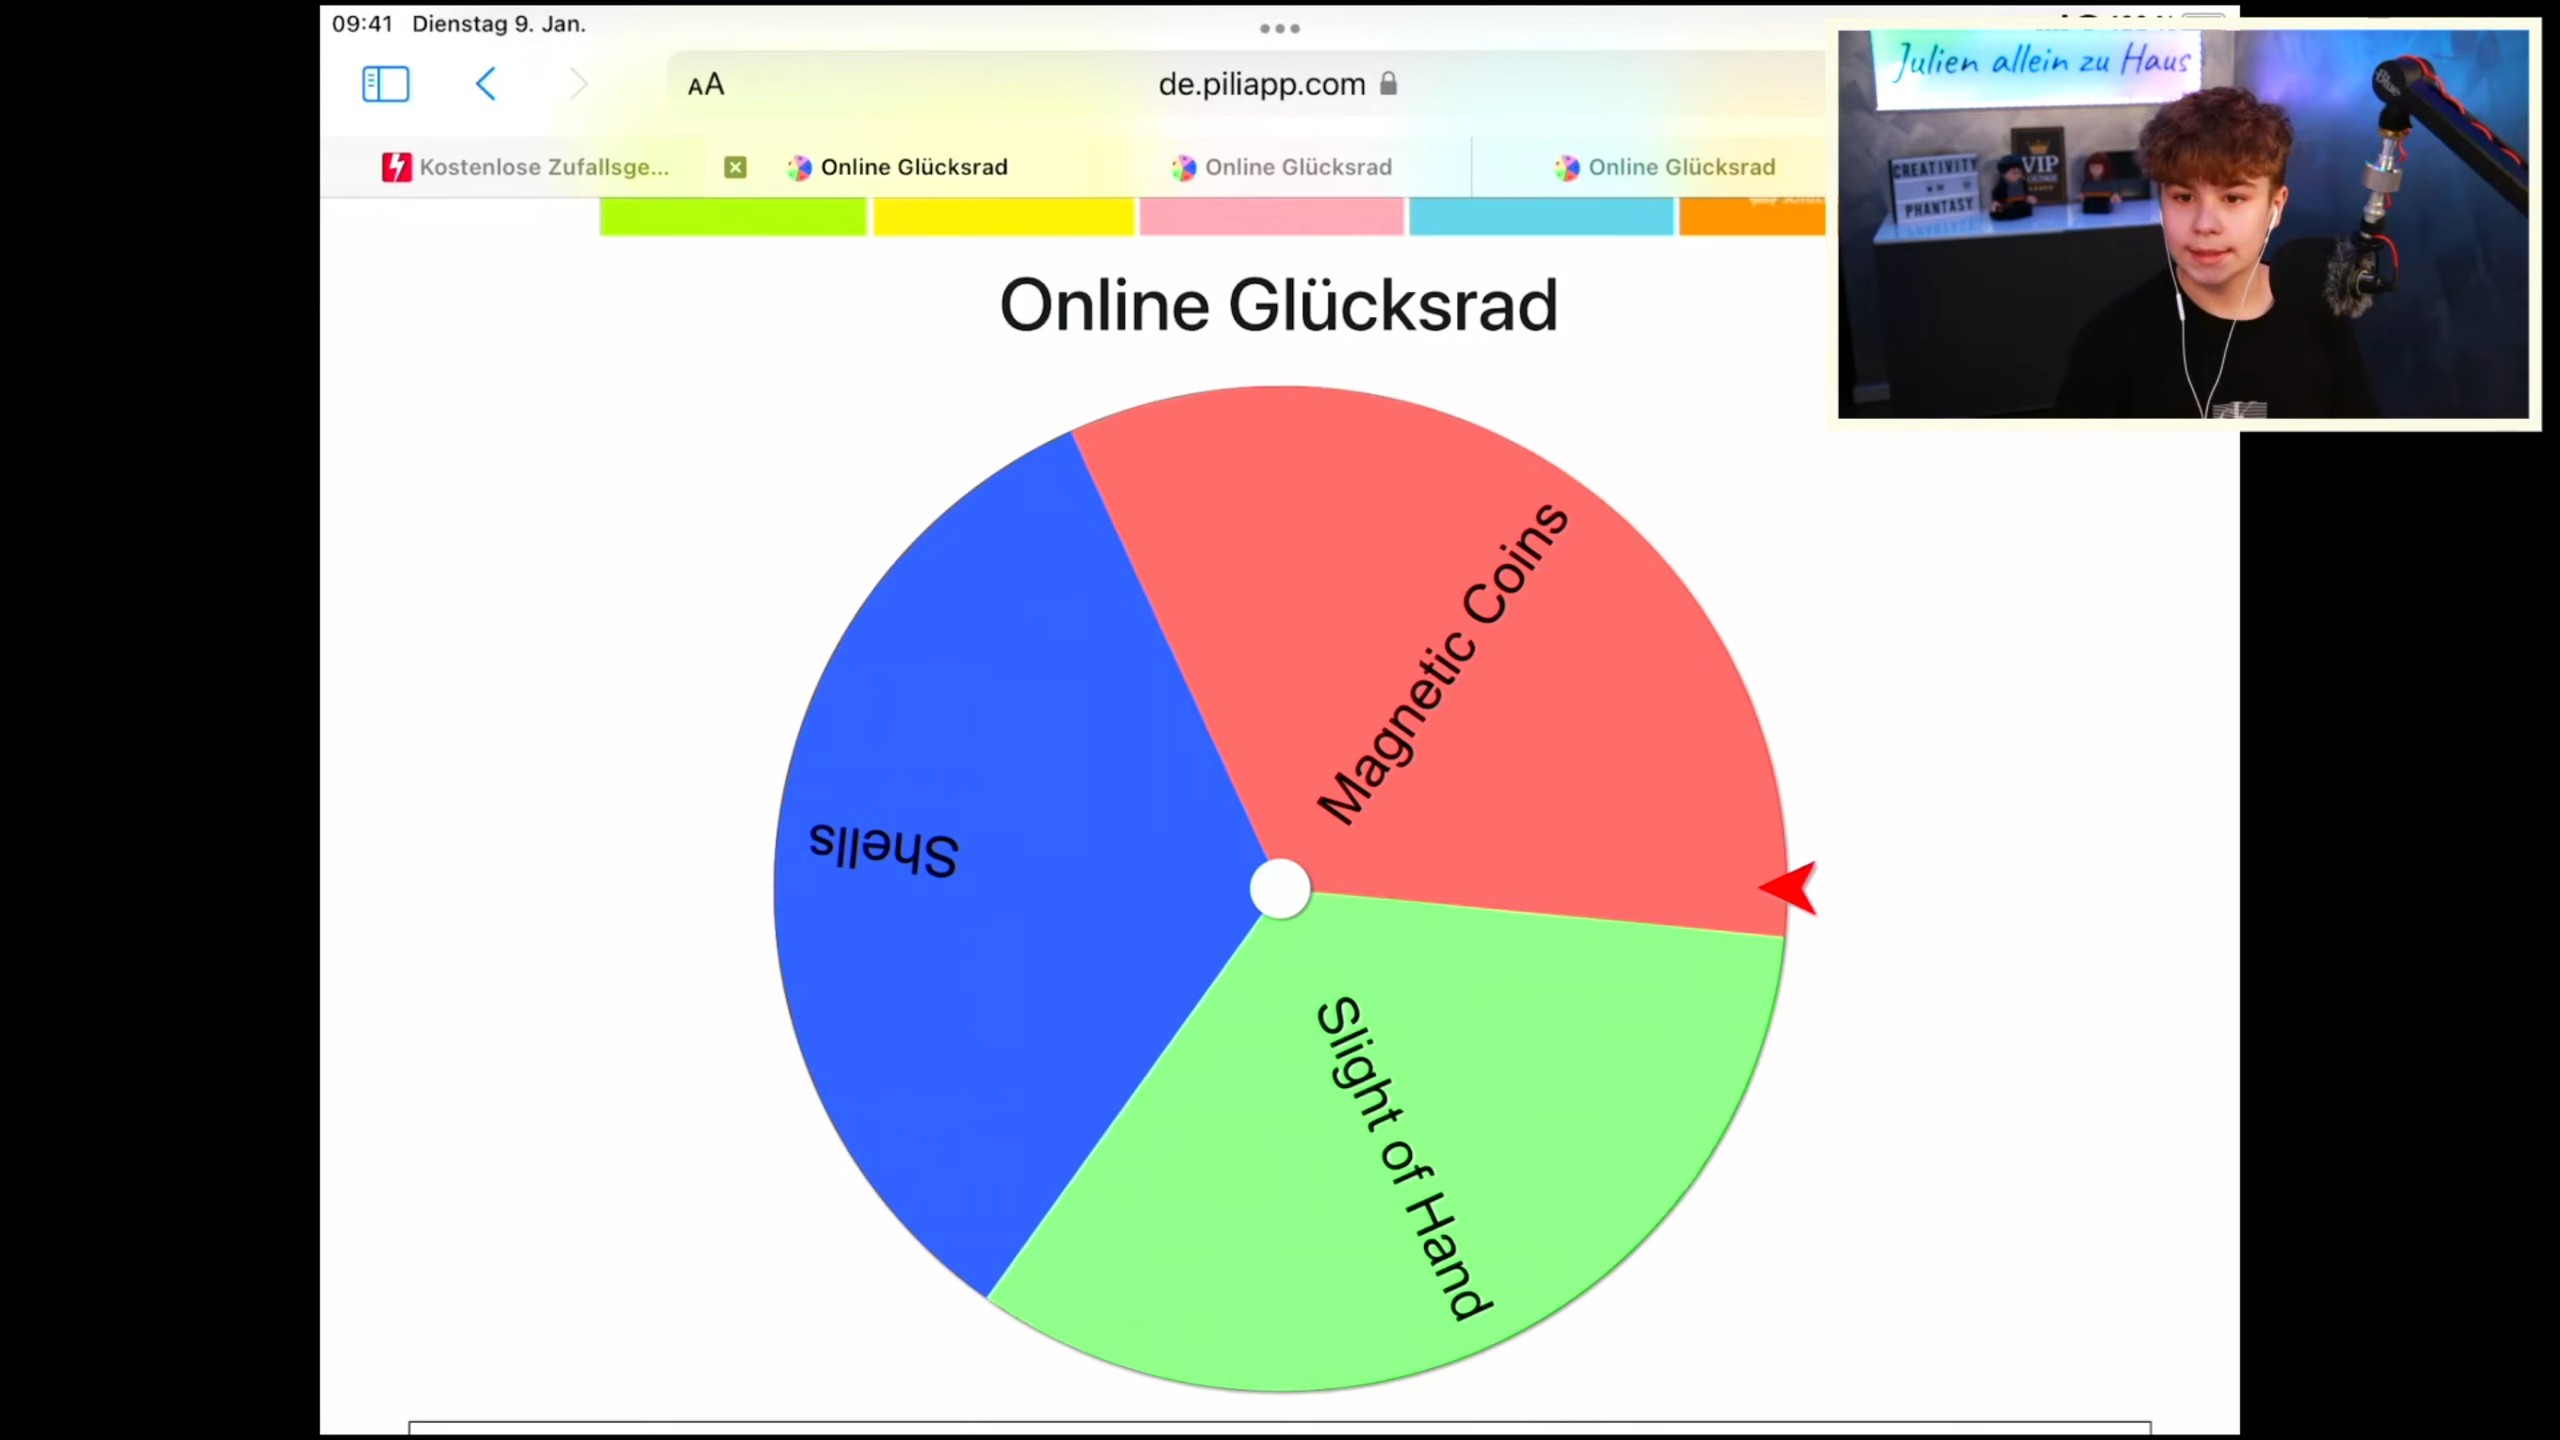 09:41 Dienstag 9. Jan.
AA
de.piliapp.com
Kostenlose Zufallsge...
Online Glücksrad
Online Glücksrad
Online Glücksrad
Julien allein zu Haus
CREATIVITY
PHANTASY
VIP
Blue
Online Glücksrad
Magnetic Coins
Shells
Slight of Hand